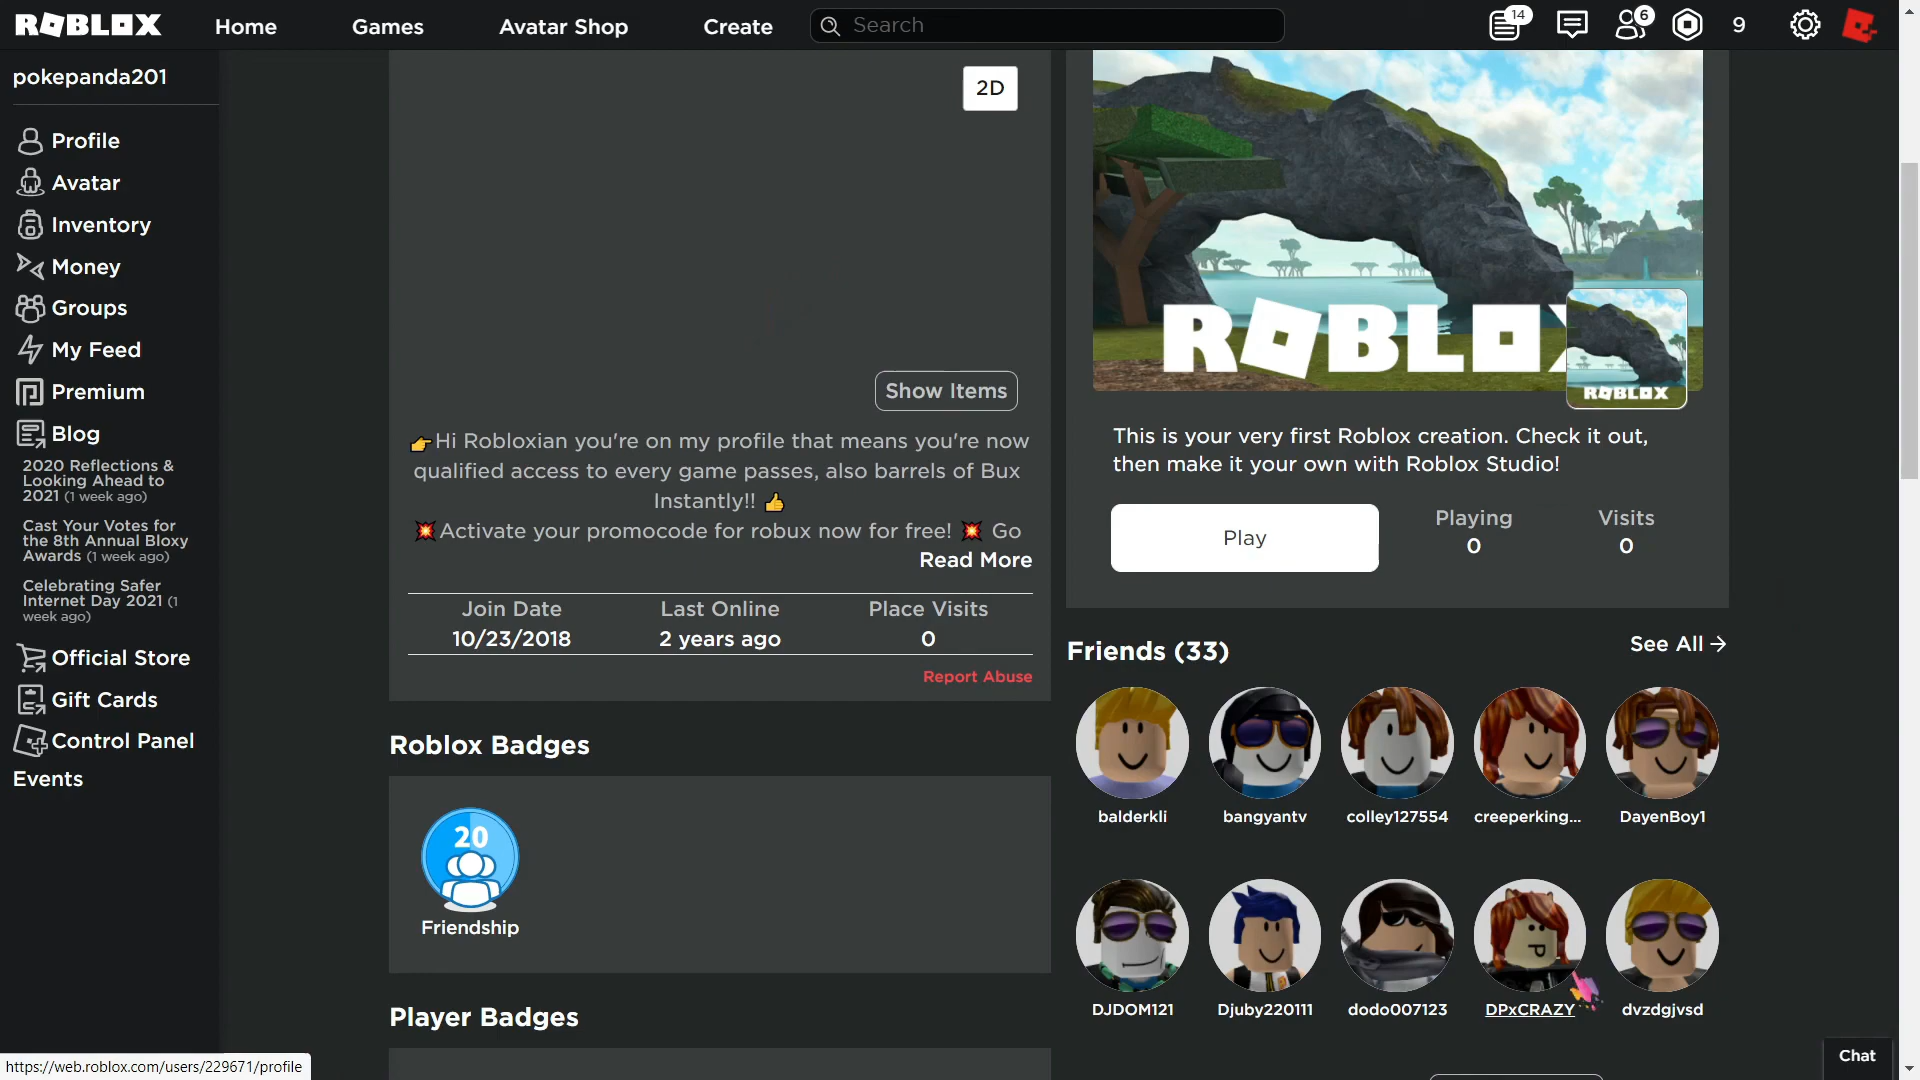 ROBLOX
Home
Games
Avatar Shop
Create
Search
14
6
9
pokepanda201
Profile
Avatar
Inventory
Money
Groups
My Feed
Premium
Blog
2020 Reflections &
Looking Ahead to
2021 (1 week ago)
Cast Your Votes for
the 8th Annual Bloxy
Awards (1 week ago)
Celebrating Safer
Internet Day 2021 (1
week ago)
Official Store
Gift Cards
Control Panel
Events
2D
Show Items
👉Hi Robloxian you're on my profile that means you're now
qualified access to every game passes, also barrels of Bux
Instantly!! 👍
💥Activate your promocode for robux now for free! 💥 Go
Read More
Join Date
Last Online
Place Visits
10/23/2018
2 years ago
0
Report Abuse
Roblox Badges
20
Friendship
Player Badges
ROBLOX
ROBLOX
This is your very first Roblox creation. Check it out,
then make it your own with Roblox Studio!
Play
Playing
Visits
0
0
Friends (33)
See All →
balderkli
bangyantv
colley127554
creeperking...
DayenBoy1
DJDOM121
Djuby220111
dodo007123
DPxCRAZY
dvzdgjvsd
Chat
https://web.roblox.com/users/229671/profile